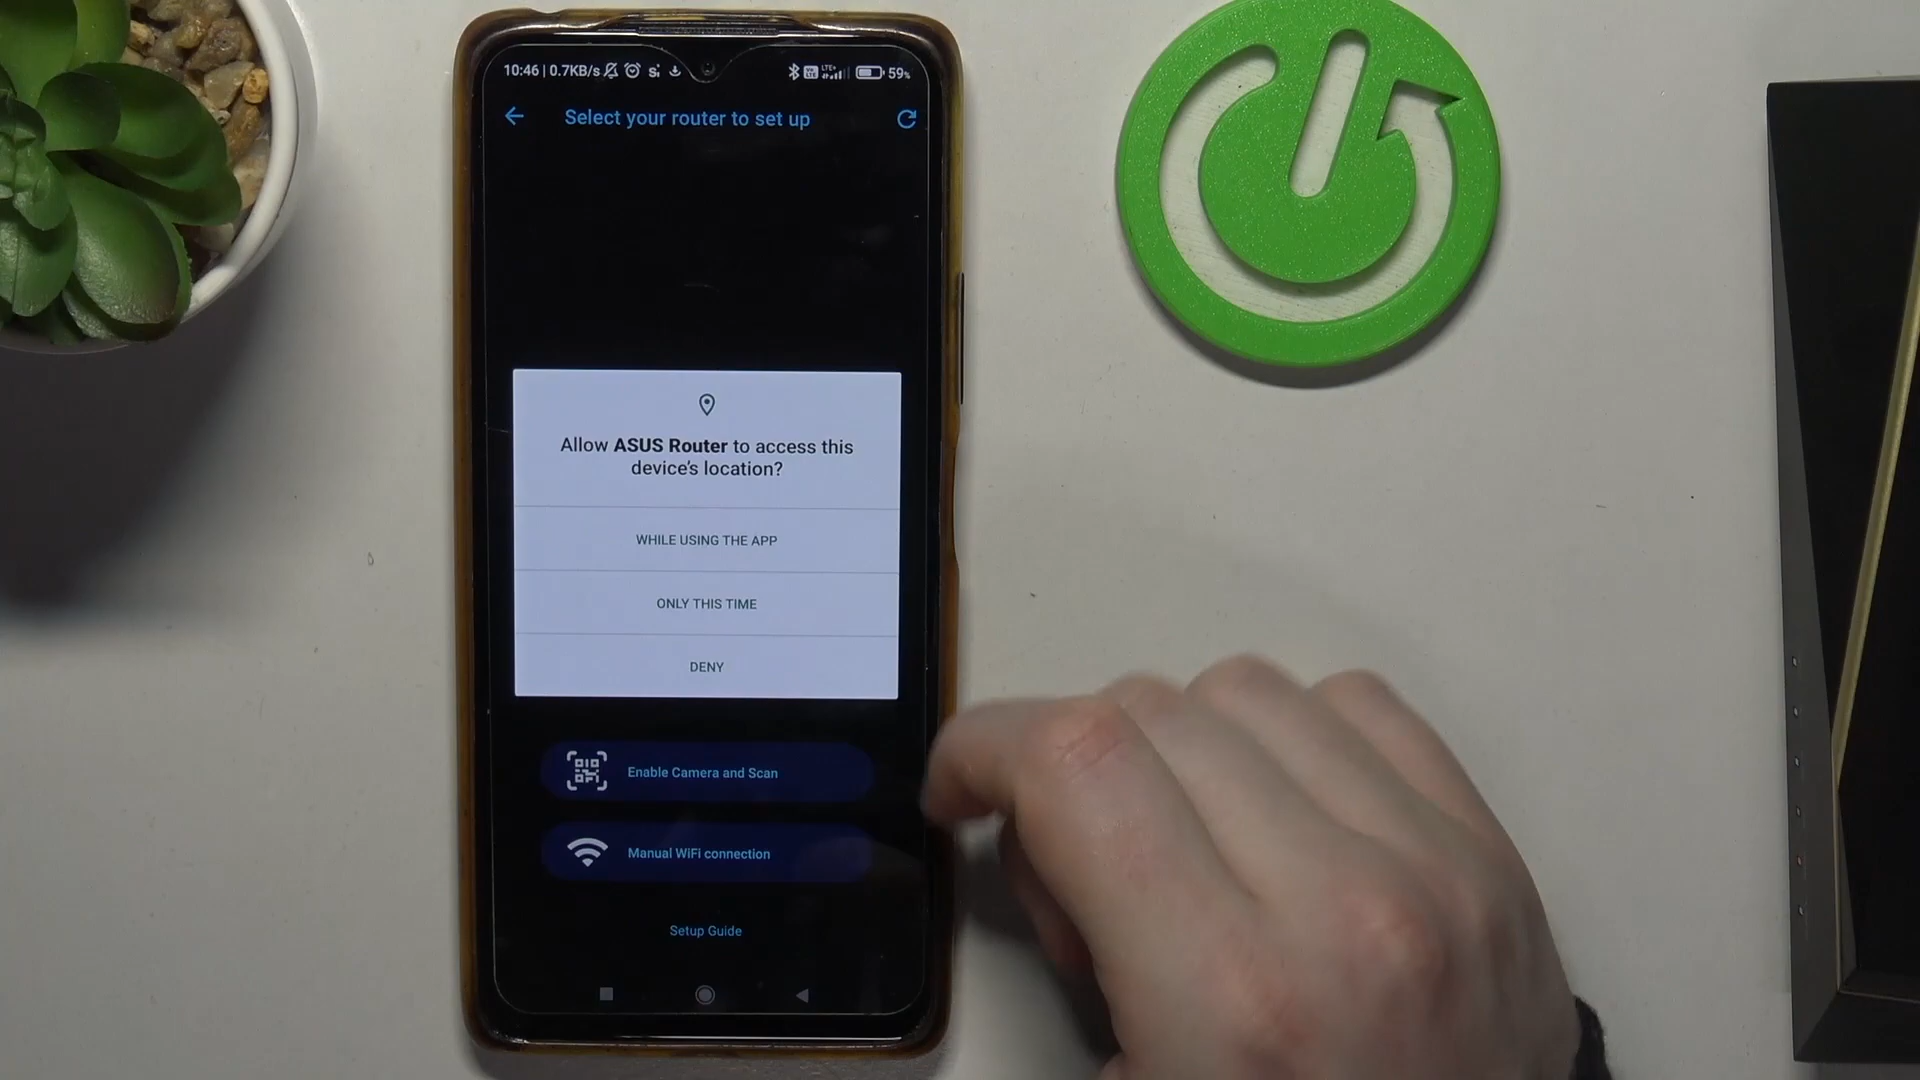 10:46 | 0.7KB/s
59%
Select your router to set up
Allow ASUS Router to access this
device's location?
WHILE USING THE APP
ONLY THIS TIME
DENY
Enable Camera and Scan
Manual WiFi connection
Setup Guide